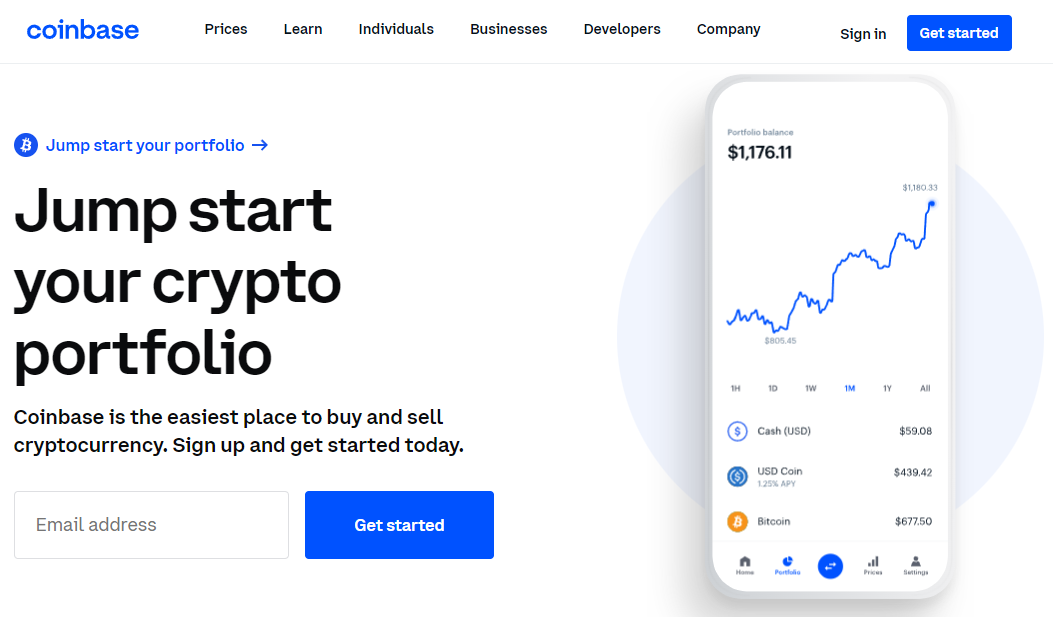 coinbase
Prices
Learn
Individuals
Businesses
Developers
Company
Sign in
Get started
Jump start your portfolio →
Jump start
your crypto
portfolio
Coinbase is the easiest place to buy and sell
cryptocurrency. Sign up and get started today.
Email address
Get started
Portfolio balance
$1,176.11
$1,180.33
$805.45
1H 1D 1W 1M 1Y All
Cash (USD) $59.08
USD Coin $439.42
1.25% APY
Bitcoin $677.50
Home Portfolio Prices Settings